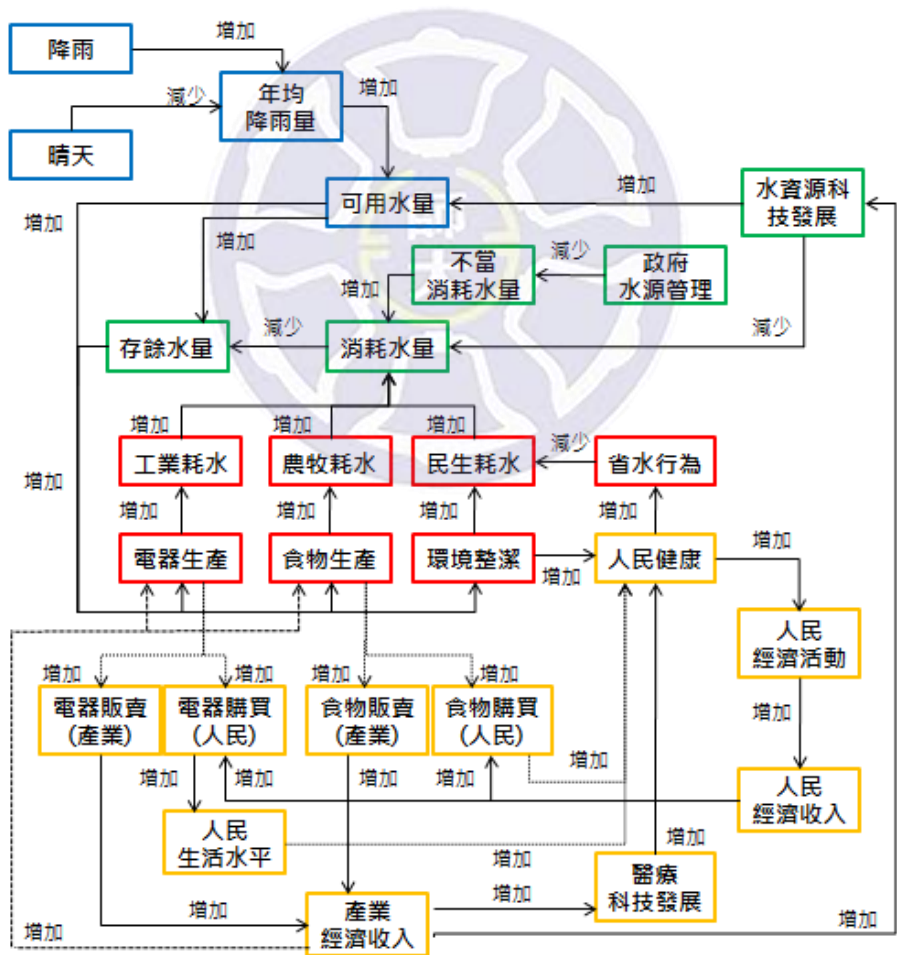 增加
降雨
減少
年均
降雨量
增加
晴天
增加
水資源科
技發展
可用水量
增加
增加
不當
消耗水量
減少
政府
水源管理
增加
存餘水量
減少
消耗水量
減少
增加
增加
增加
工業耗水
農牧耗水
民生耗水
減少
省水行為
增加
增加
增加
增加
增加
電器生產
食物生產
環境整潔
增加
人民健康
增加
人民
經濟活動
增加
增加
增加
增加
電器販賣
(產業)
電器購買
(人民)
食物販賣
(產業)
食物購買
(人民)
增加
增加
增加
增加
增加
增加
人民
經濟收入
人民
生活水平
增加
增加
醫療
科技發展
增加
增加
產業
經濟收入
增加
增加